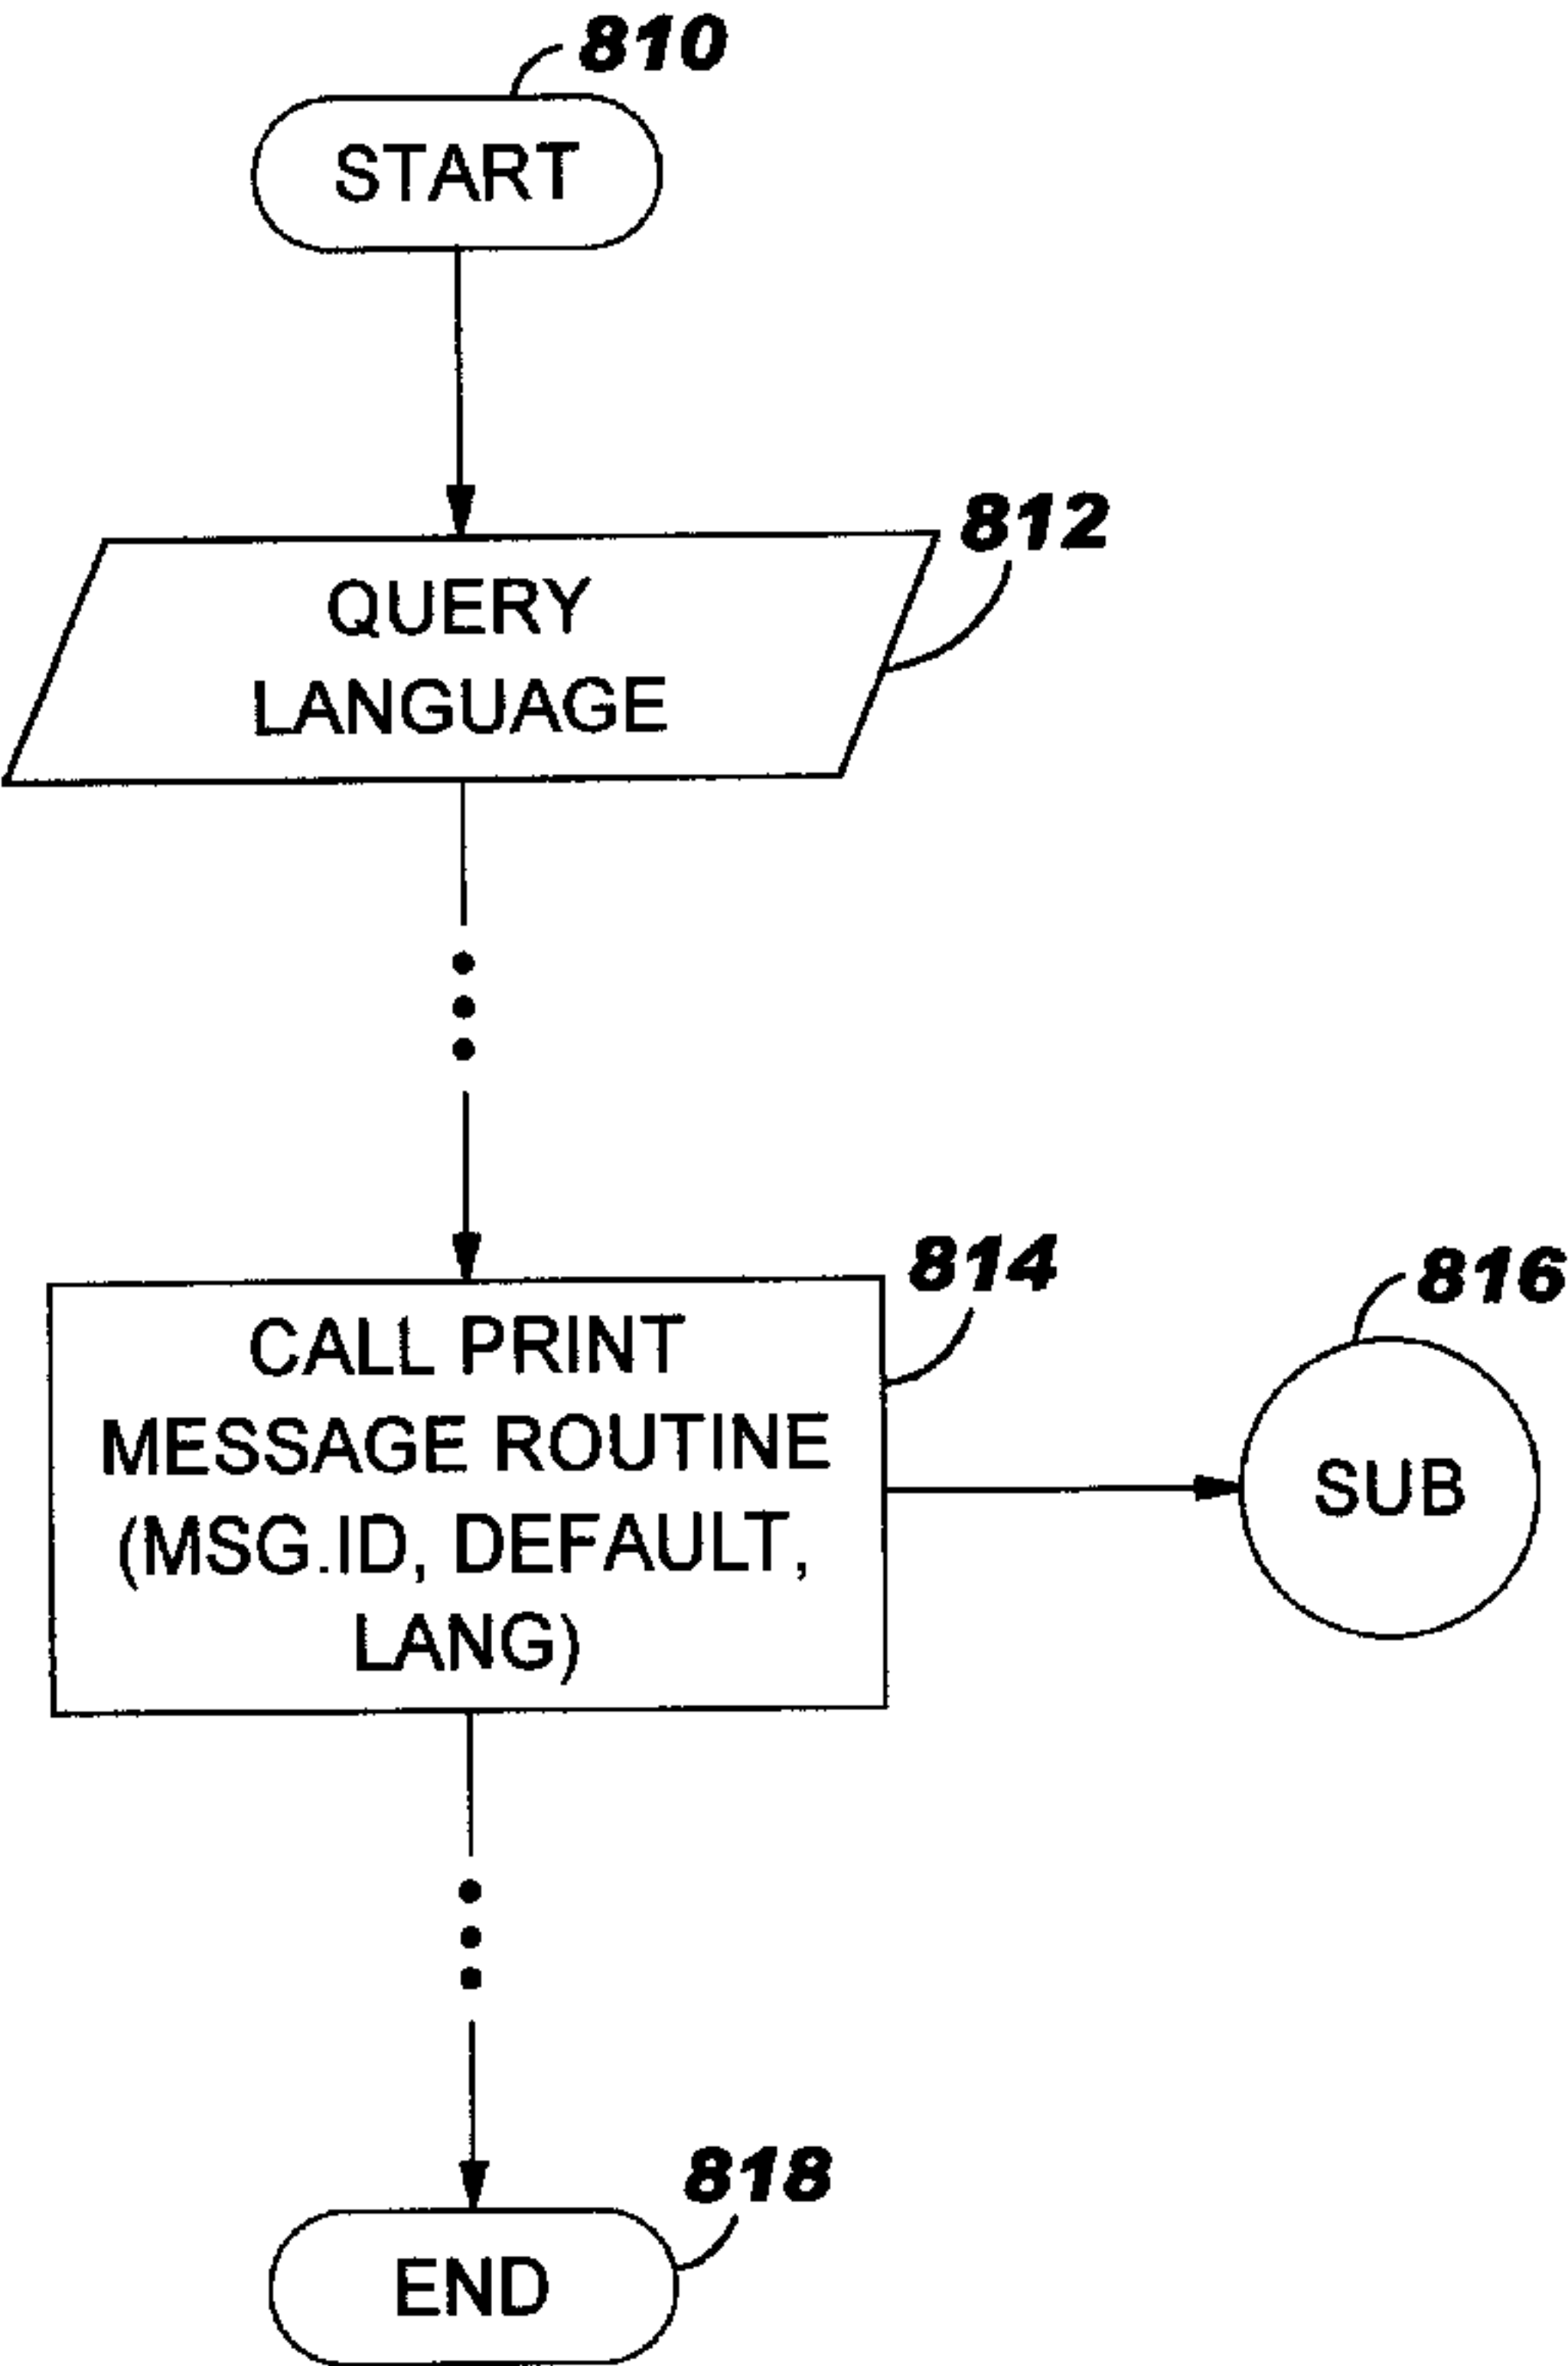 810
START
812
QUERY
LANGUAGE
814
CALL PRINT
MESSAGE ROUTINE
(MSG.ID, DEFAULT,
LANG)
816
SUB
818
END